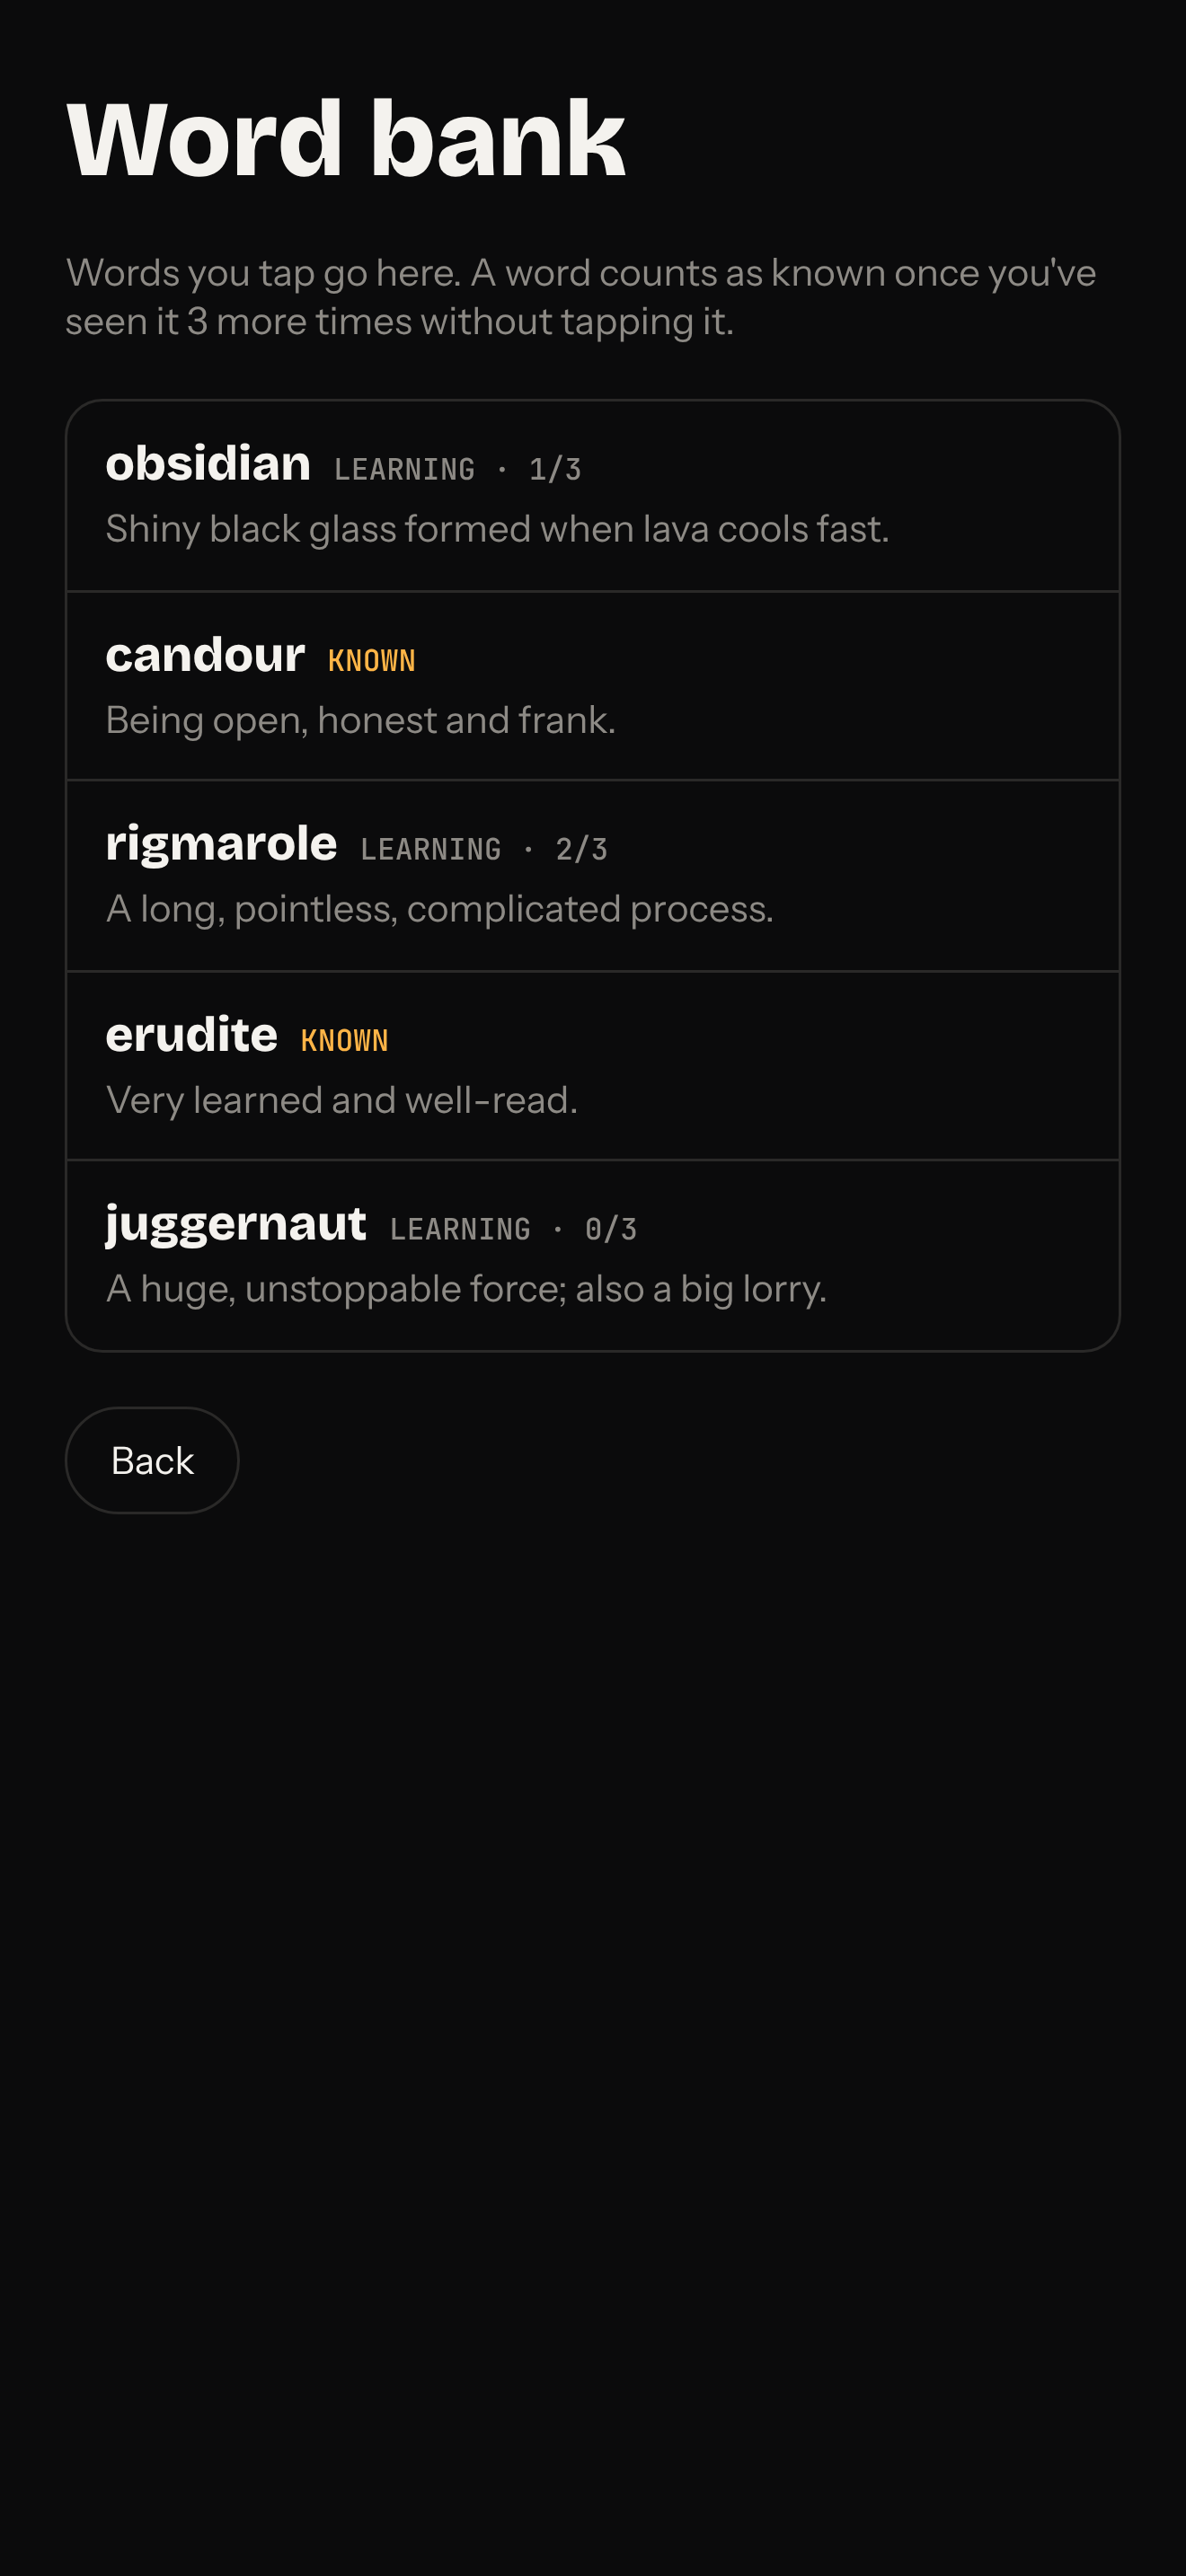 Word bank
Words you tap go here. A word counts as known once you've
seen it 3 more times without tapping it.
obsidian LEARNING · 1/3
Shiny black glass formed when lava cools fast.
candour KNOWN
Being open, honest and frank.
rigmarole LEARNING · 2/3
A long, pointless, complicated process.
erudite KNOWN
Very learned and well-read.
juggernaut LEARNING · 0/3
A huge, unstoppable force; also a big lorry.
Back